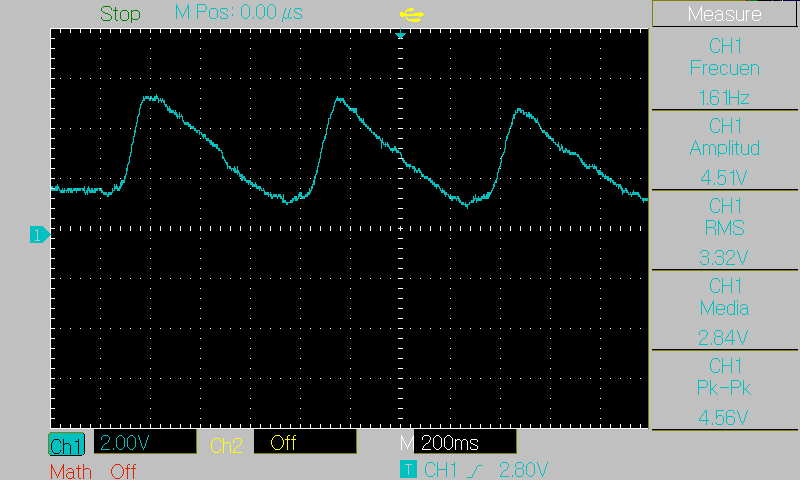 Stop M Pos: 0.00 µs Measure
CH1
Frecuen
1.61Hz
CH1
Amplitud
4.51V
CH1
RMS
3.32V
CH1
Media
2.84V
CH1
Pk-Pk
4.56V
1
Ch1 2.00V Ch2 Off M 200ms
Math Off T CH1 2.80V